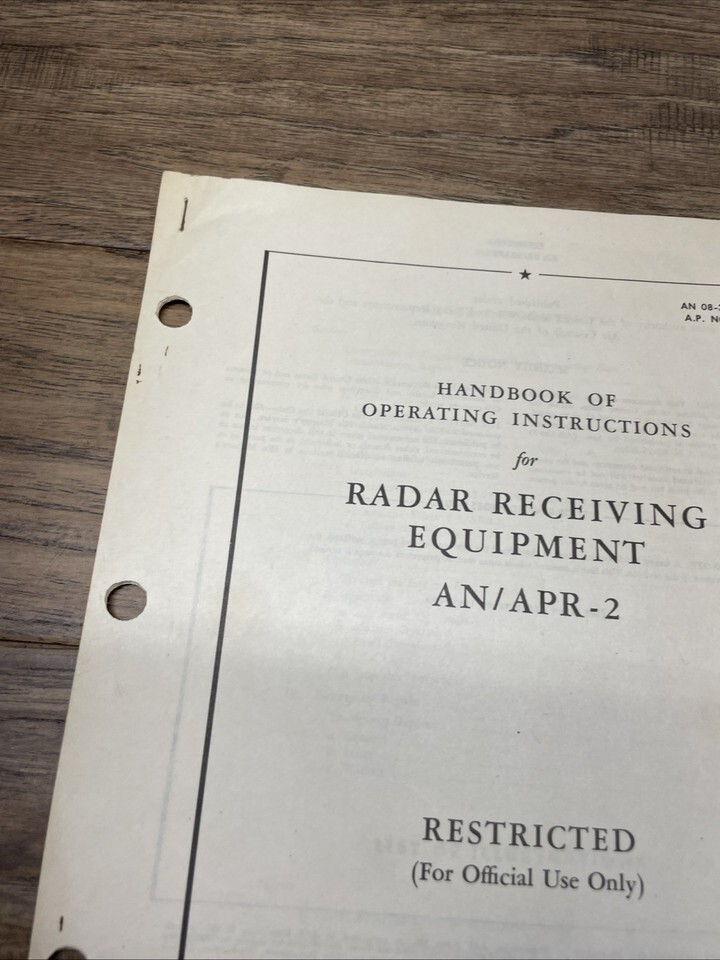 AN 08-
A.P. N
HANDBOOK OF
OPERATING INSTRUCTIONS
for
RADAR RECEIVING
EQUIPMENT
AN/APR-2
RESTRICTED
(For Official Use Only)